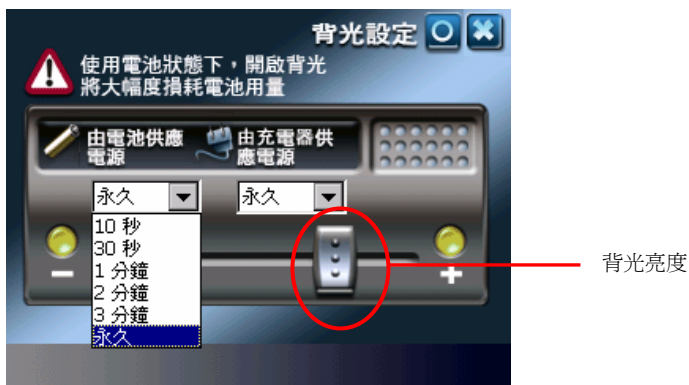 背光設定
使用電池狀態下，開啟背光
將大幅度損耗電池用量
由電池供應
電源
由充電器供
應電源
永久
永久
10 秒
30 秒
1 分鐘
2 分鐘
3 分鐘
永久
背光亮度